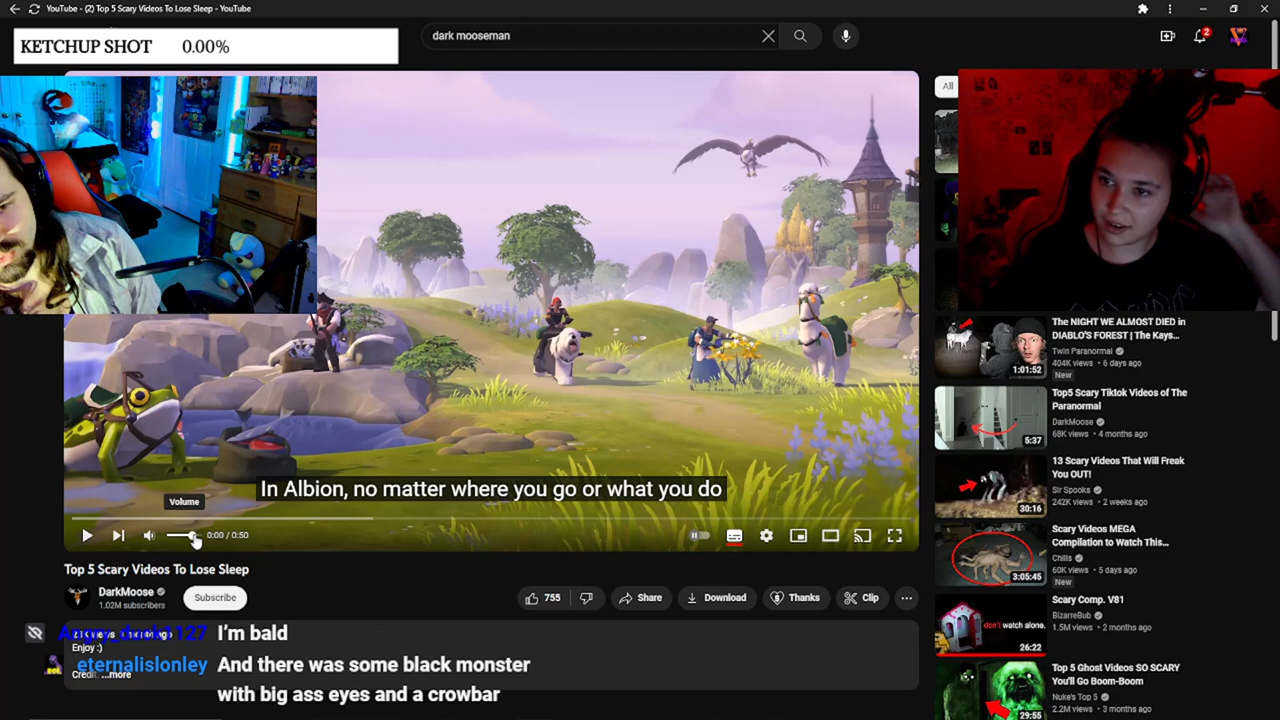 (2) Top 5 Scary Videos To Lose Sleep - YouTube
KETCHUP SHOT 0.00%
dark mooseman
2
All
In Albion, no matter where you go or what you do
Volume
0:00 / 0:50
Top 5 Scary Videos To Lose Sleep
DarkMoose
1.02M subscribers
Subscribe
755
Share
Download
Thanks
Clip
I'm bald
Enjoy :)
eternalislonley And there was some black monster
with big ass eyes and a crowbar
Credit: ...more
The NIGHT WE ALMOST DIED in
DIABLO'S FOREST | The Kays...
Twin Paranormal
404K views • 6 days ago
New
1:01:52
Top5 Scary Tiktok Videos of The
Paranormal
DarkMoose
68K views • 4 months ago
5:37
13 Scary Videos That Will Freak
You OUT!
Sir Spooks
242K views • 2 weeks ago
30:16
Scary Videos MEGA
Compilation to Watch This...
Chills
60K views • 5 days ago
New
3:05:45
Scary Comp. V81
BizarreBub
1.5M views • 2 months ago
don't watch alone.
26:22
Top 5 Ghost Videos SO SCARY
You'll Go Boom-Boom
Nuke's Top 5
2.2M views • 3 months ago
29:55